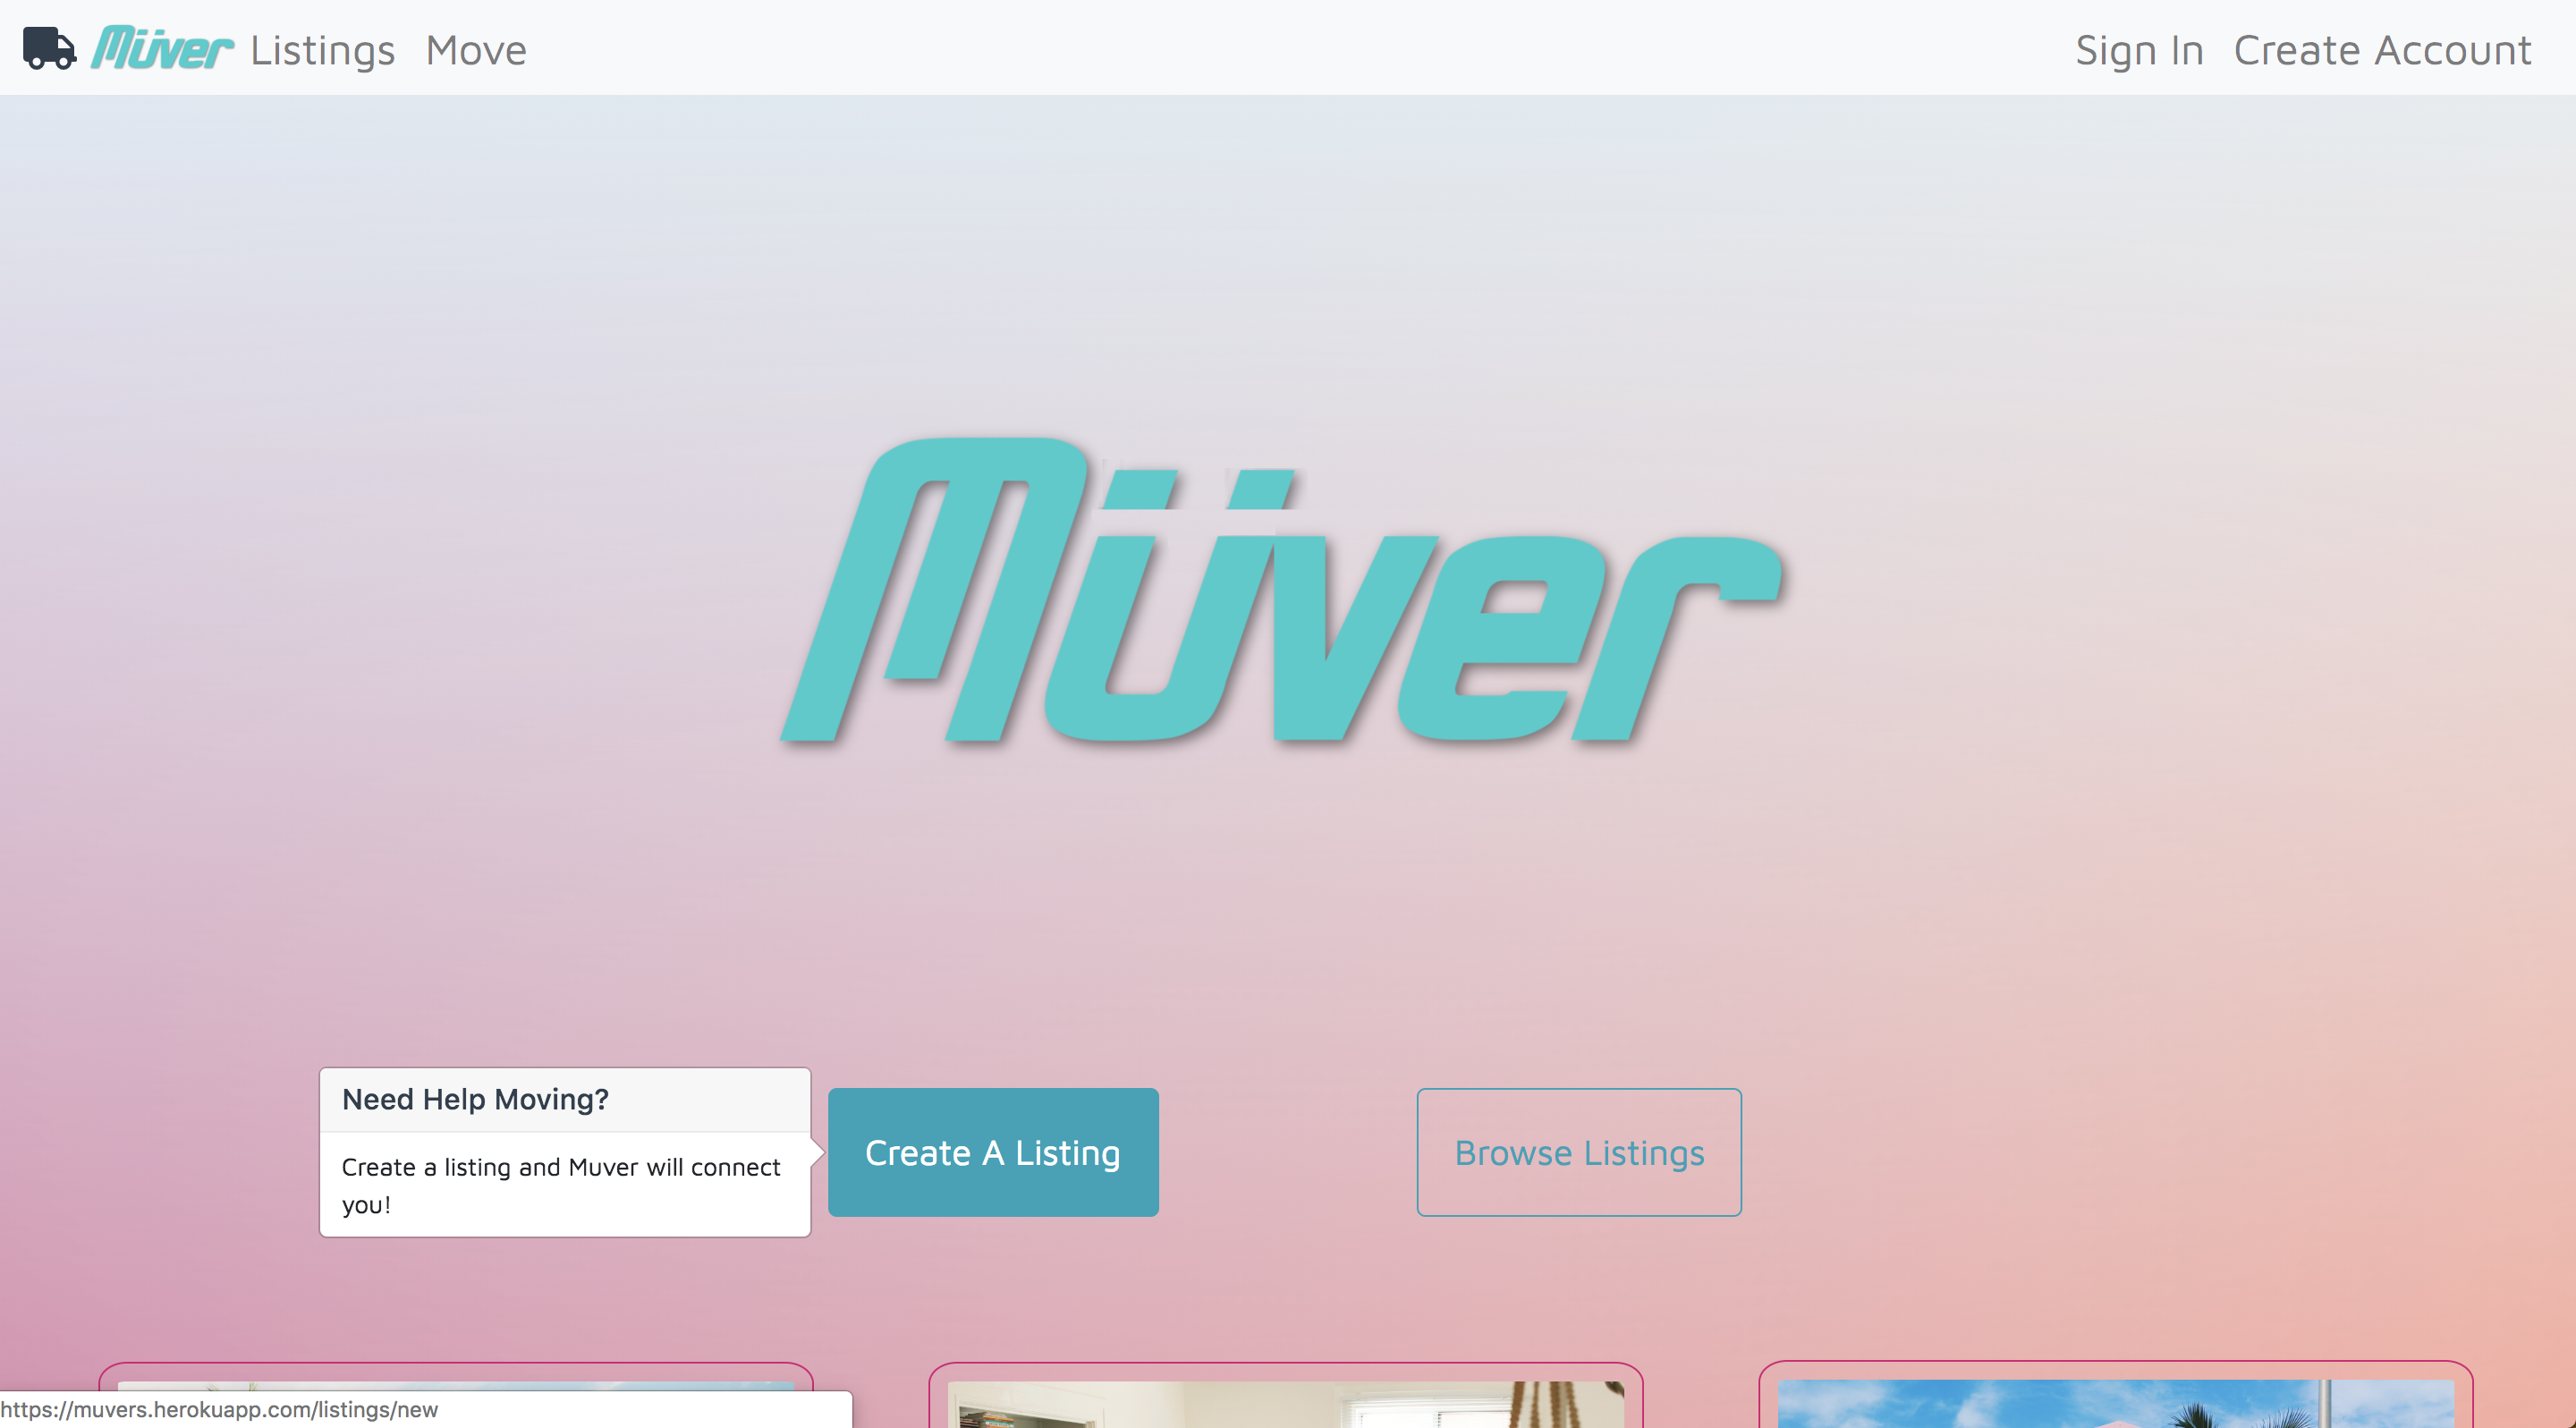 Müver Listings Move Sign In Create Account
Müver
Need Help Moving?
Create a listing and Muver will connect
you!
Create A Listing
Browse Listings
https://muvers.herokuapp.com/listings/new